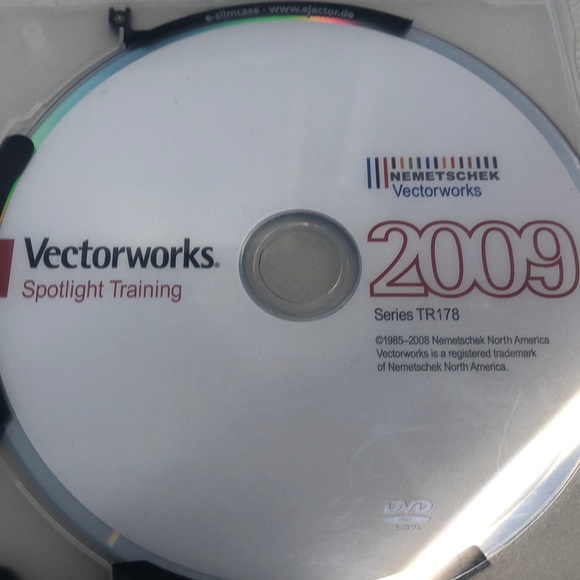 e-slimcase · www.ejector.de
NEMETSCHEK
Vectorworks
Vectorworks®
Spotlight Training
2009
Series TR178
©1985–2008 Nemetschek North America
Vectorworks is a registered trademark
of Nemetschek North America.
DVD